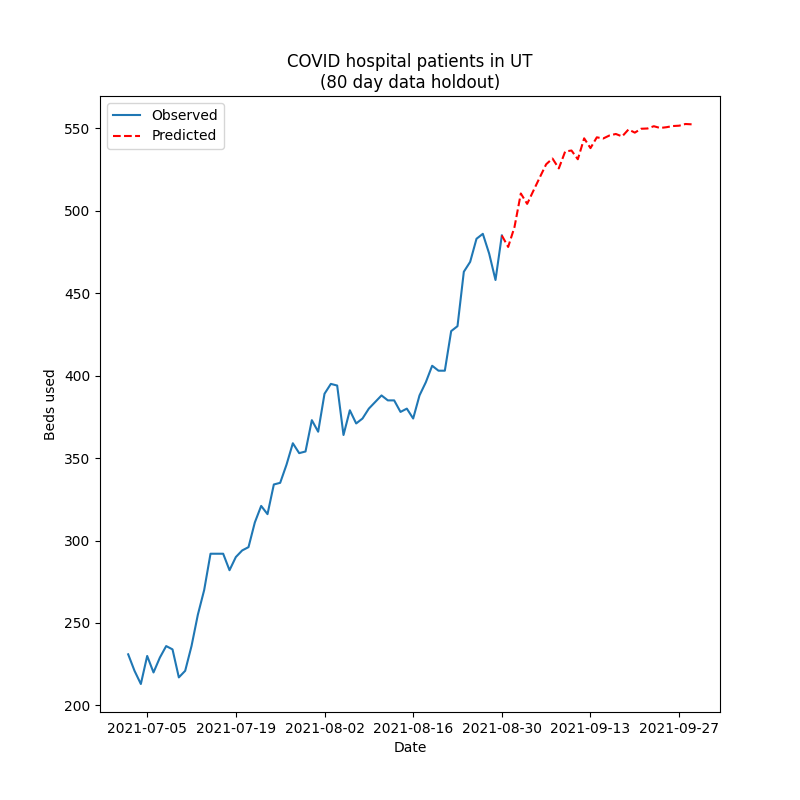 COVID hospital patients in UT
(80 day data holdout)
Observed
Predicted
Beds used
550
500
450
400
350
300
250
200
2021-07-05 2021-07-19 2021-08-02 2021-08-16 2021-08-30 2021-09-13 2021-09-27
Date